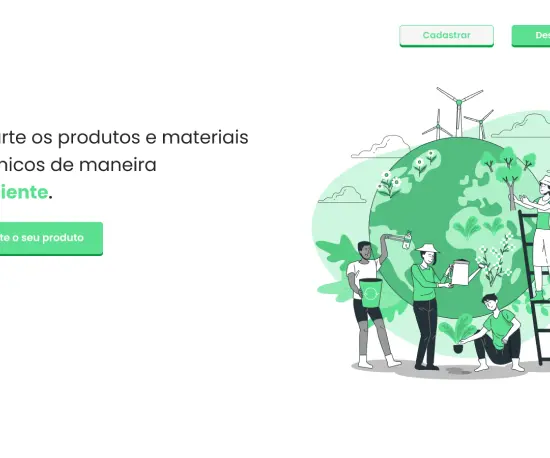 Cadastrar
Des
arte os produtos e materiais
nicos de maneira
iente.
te o seu produto